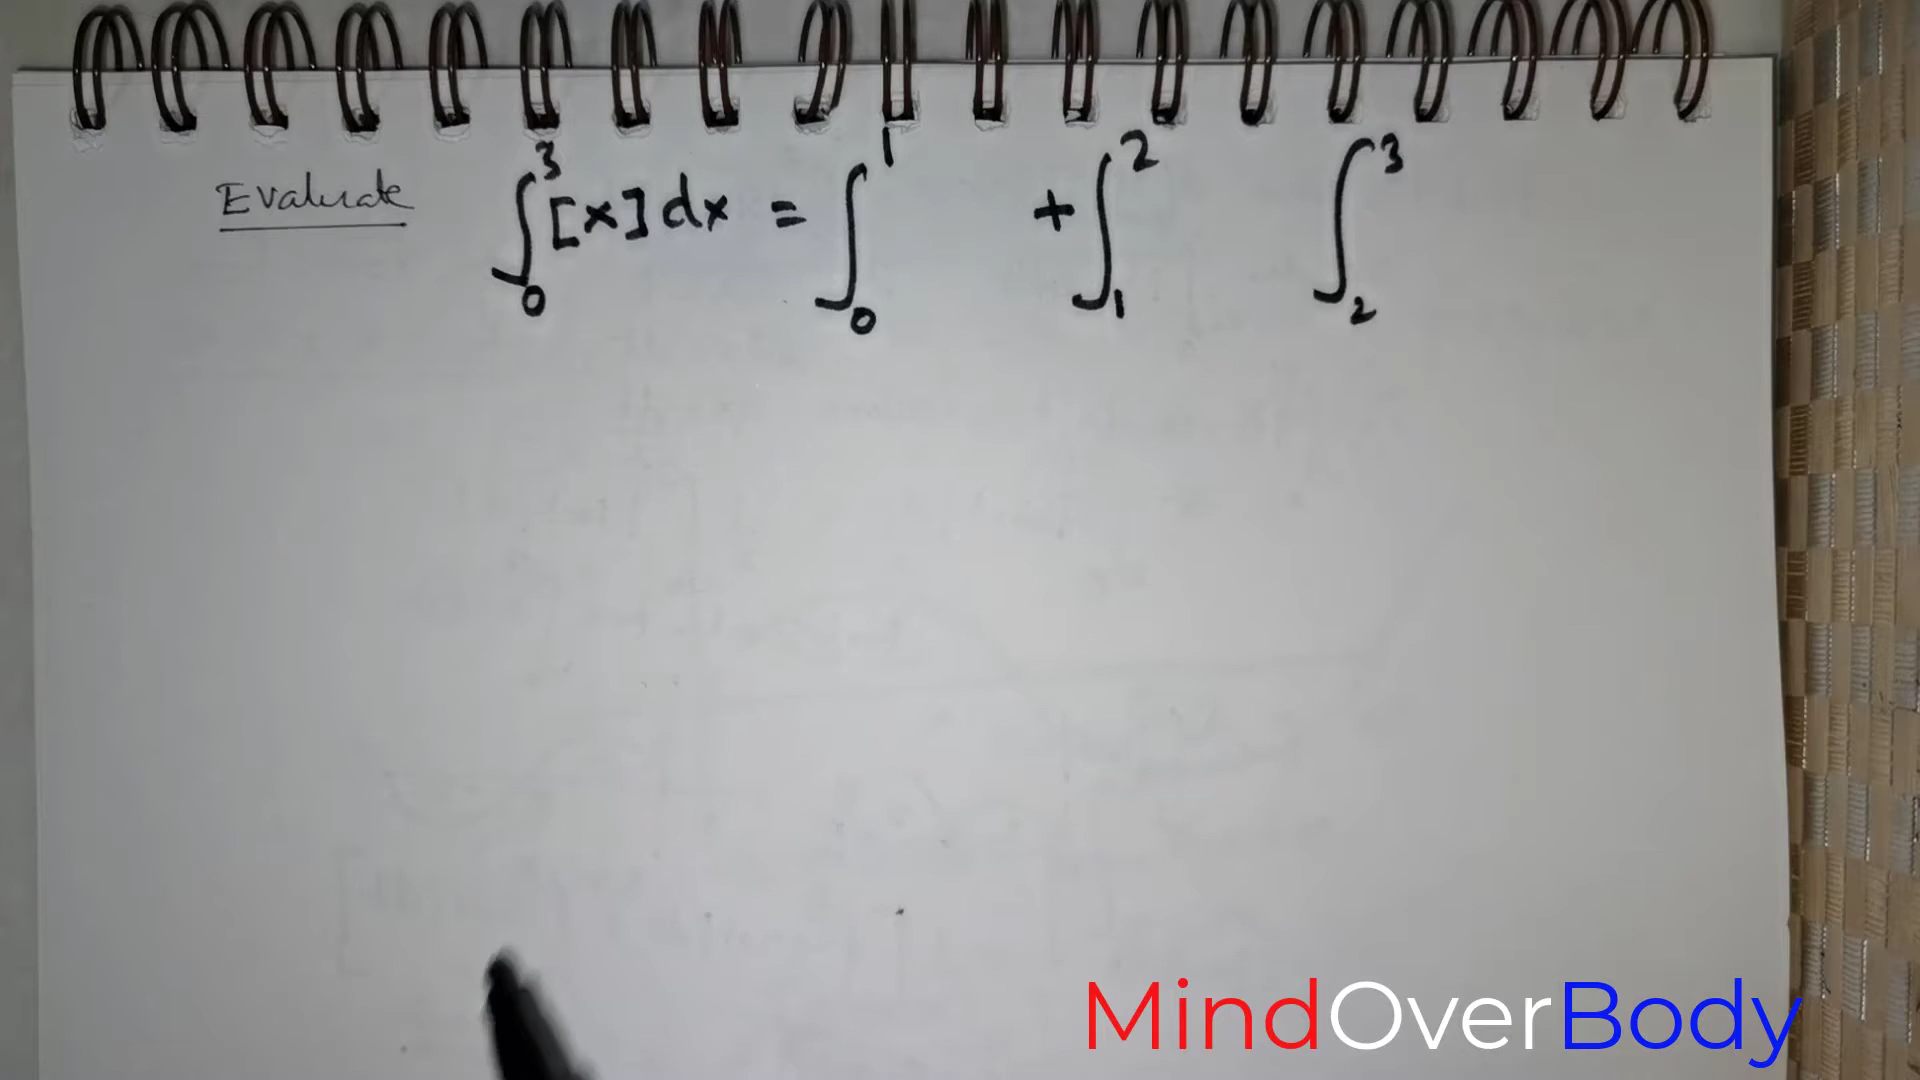 Evaluate ∫₀³ [x] dx = ∫₀¹ + ∫₁² ∫₂³
MindOverBody